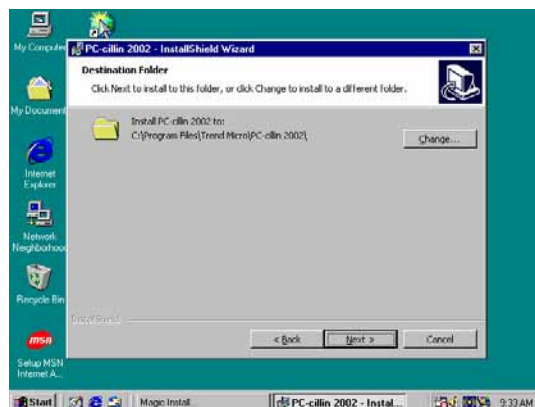 My Computer
PC-cillin 2002 - InstallShield Wizard
Destination Folder
Click Next to install to this folder, or click Change to install to a different folder.
My Document
Install PC-cillin 2002 to:
C:\Program Files\Trend Micro\PC-cillin 2002\
Change...
Internet
Explorer
Network
Neighborhoo
Recycle Bin
InstallShield
< Back
Next >
Cancel
msn
Setup MSN
Internet A...
Start
Magic Install
PC-cillin 2002 - Instal...
9:33 AM